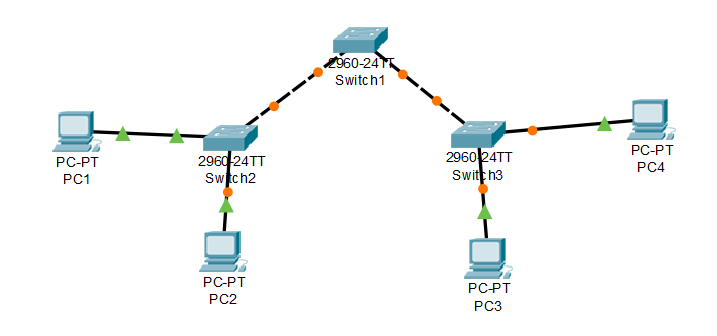 2960-24TT
Switch1
PC-PT
PC1
2960-24TT
Switch2
2960-24TT
Switch3
PC-PT
PC4
PC-PT
PC2
PC-PT
PC3